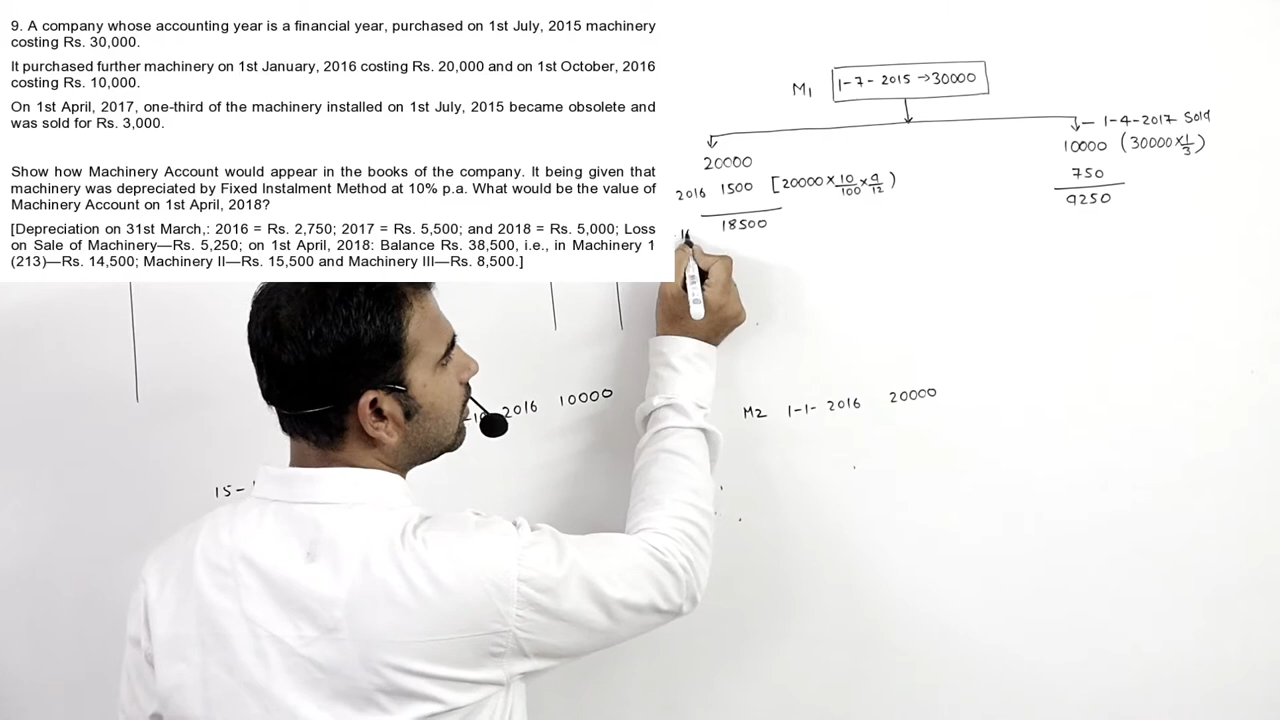 9. A company whose accounting year is a financial year, purchased on 1st July, 2015 machinery
costing Rs. 30,000.
It purchased further machinery on 1st January, 2016 costing Rs. 20,000 and on 1st October, 2016
costing Rs. 10,000.
On 1st April, 2017, one-third of the machinery installed on 1st July, 2015 became obsolete and
was sold for Rs. 3,000.
Show how Machinery Account would appear in the books of the company. It being given that
machinery was depreciated by Fixed Instalment Method at 10% p.a. What would be the value of
Machinery Account on 1st April, 2018?
[Depreciation on 31st March,: 2016 = Rs. 2,750; 2017 = Rs. 5,500; and 2018 = Rs. 5,000; Loss
on Sale of Machinery—Rs. 5,250; on 1st April, 2018: Balance Rs. 38,500, i.e., in Machinery 1
(213)—Rs. 14,500; Machinery II—Rs. 15,500 and Machinery III—Rs. 8,500.]
M1 1-7-2015 → 30000
1-4-2017 Sold
20000
10000 (30000 × 1/3)
2016 1500 [20000 × 10/100 × 9/12)
750
18500
9250
2016 10000
M2 1-1-2016 20000
15-